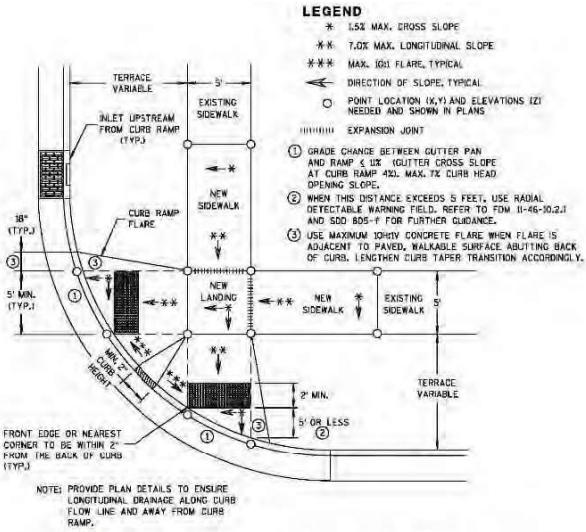 LEGEND
* 1.5% MAX. CROSS SLOPE
** 7.0% MAX. LONGITUDINAL SLOPE
*** MAX. 10:1 FLARE, TYPICAL
DIRECTION OF SLOPE, TYPICAL
POINT LOCATION (X,Y) AND ELEVATIONS (Z)
NEEDED AND SHOWN IN PLANS
EXPANSION JOINT
1 GRADE CHANGE BETWEEN GUTTER PAN
AND RAMP ≤ 11% (GUTTER CROSS SLOPE
AT CURB RAMP 4%). MAX. 7% CURB HEAD
OPENING SLOPE.
2 WHEN THIS DISTANCE EXCEEDS 5 FEET, USE RADIAL
DETECTABLE WARNING FIELD. REFER TO FDM 11-46-10.2.1
AND SDD 8D5-f FOR FURTHER GUIDANCE.
3 USE MAXIMUM 10H:1V CONCRETE FLARE WHEN FLARE IS
ADJACENT TO PAVED, WALKABLE SURFACE ABUTTING BACK
OF CURB. LENGTHEN CURB TAPER TRANSITION ACCORDINGLY.
TERRACE
VARIABLE
5'
EXISTING
SIDEWALK
INLET UPSTREAM
FROM CURB RAMP
(TYP.)
*
NEW
SIDEWALK
**
CURB RAMP
FLARE
18"
(TYP.)
3
3
**
1
5' MIN.
(TYP.)
**
NEW
LANDING
*
*
**
NEW
SIDEWALK
*
EXISTING
SIDEWALK
5'
***
***
MIN. 2"
CURB
HEIGHT
**
TERRACE
VARIABLE
2' MIN.
5' OR LESS
2
3
**
1
FRONT EDGE OR NEAREST
CORNER TO BE WITHIN 2"
FROM THE BACK OF CURB
(TYP.)
NOTE: PROVIDE PLAN DETAILS TO ENSURE
LONGITUDINAL DRAINAGE ALONG CURB
FLOW LINE AND AWAY FROM CURB
RAMP.